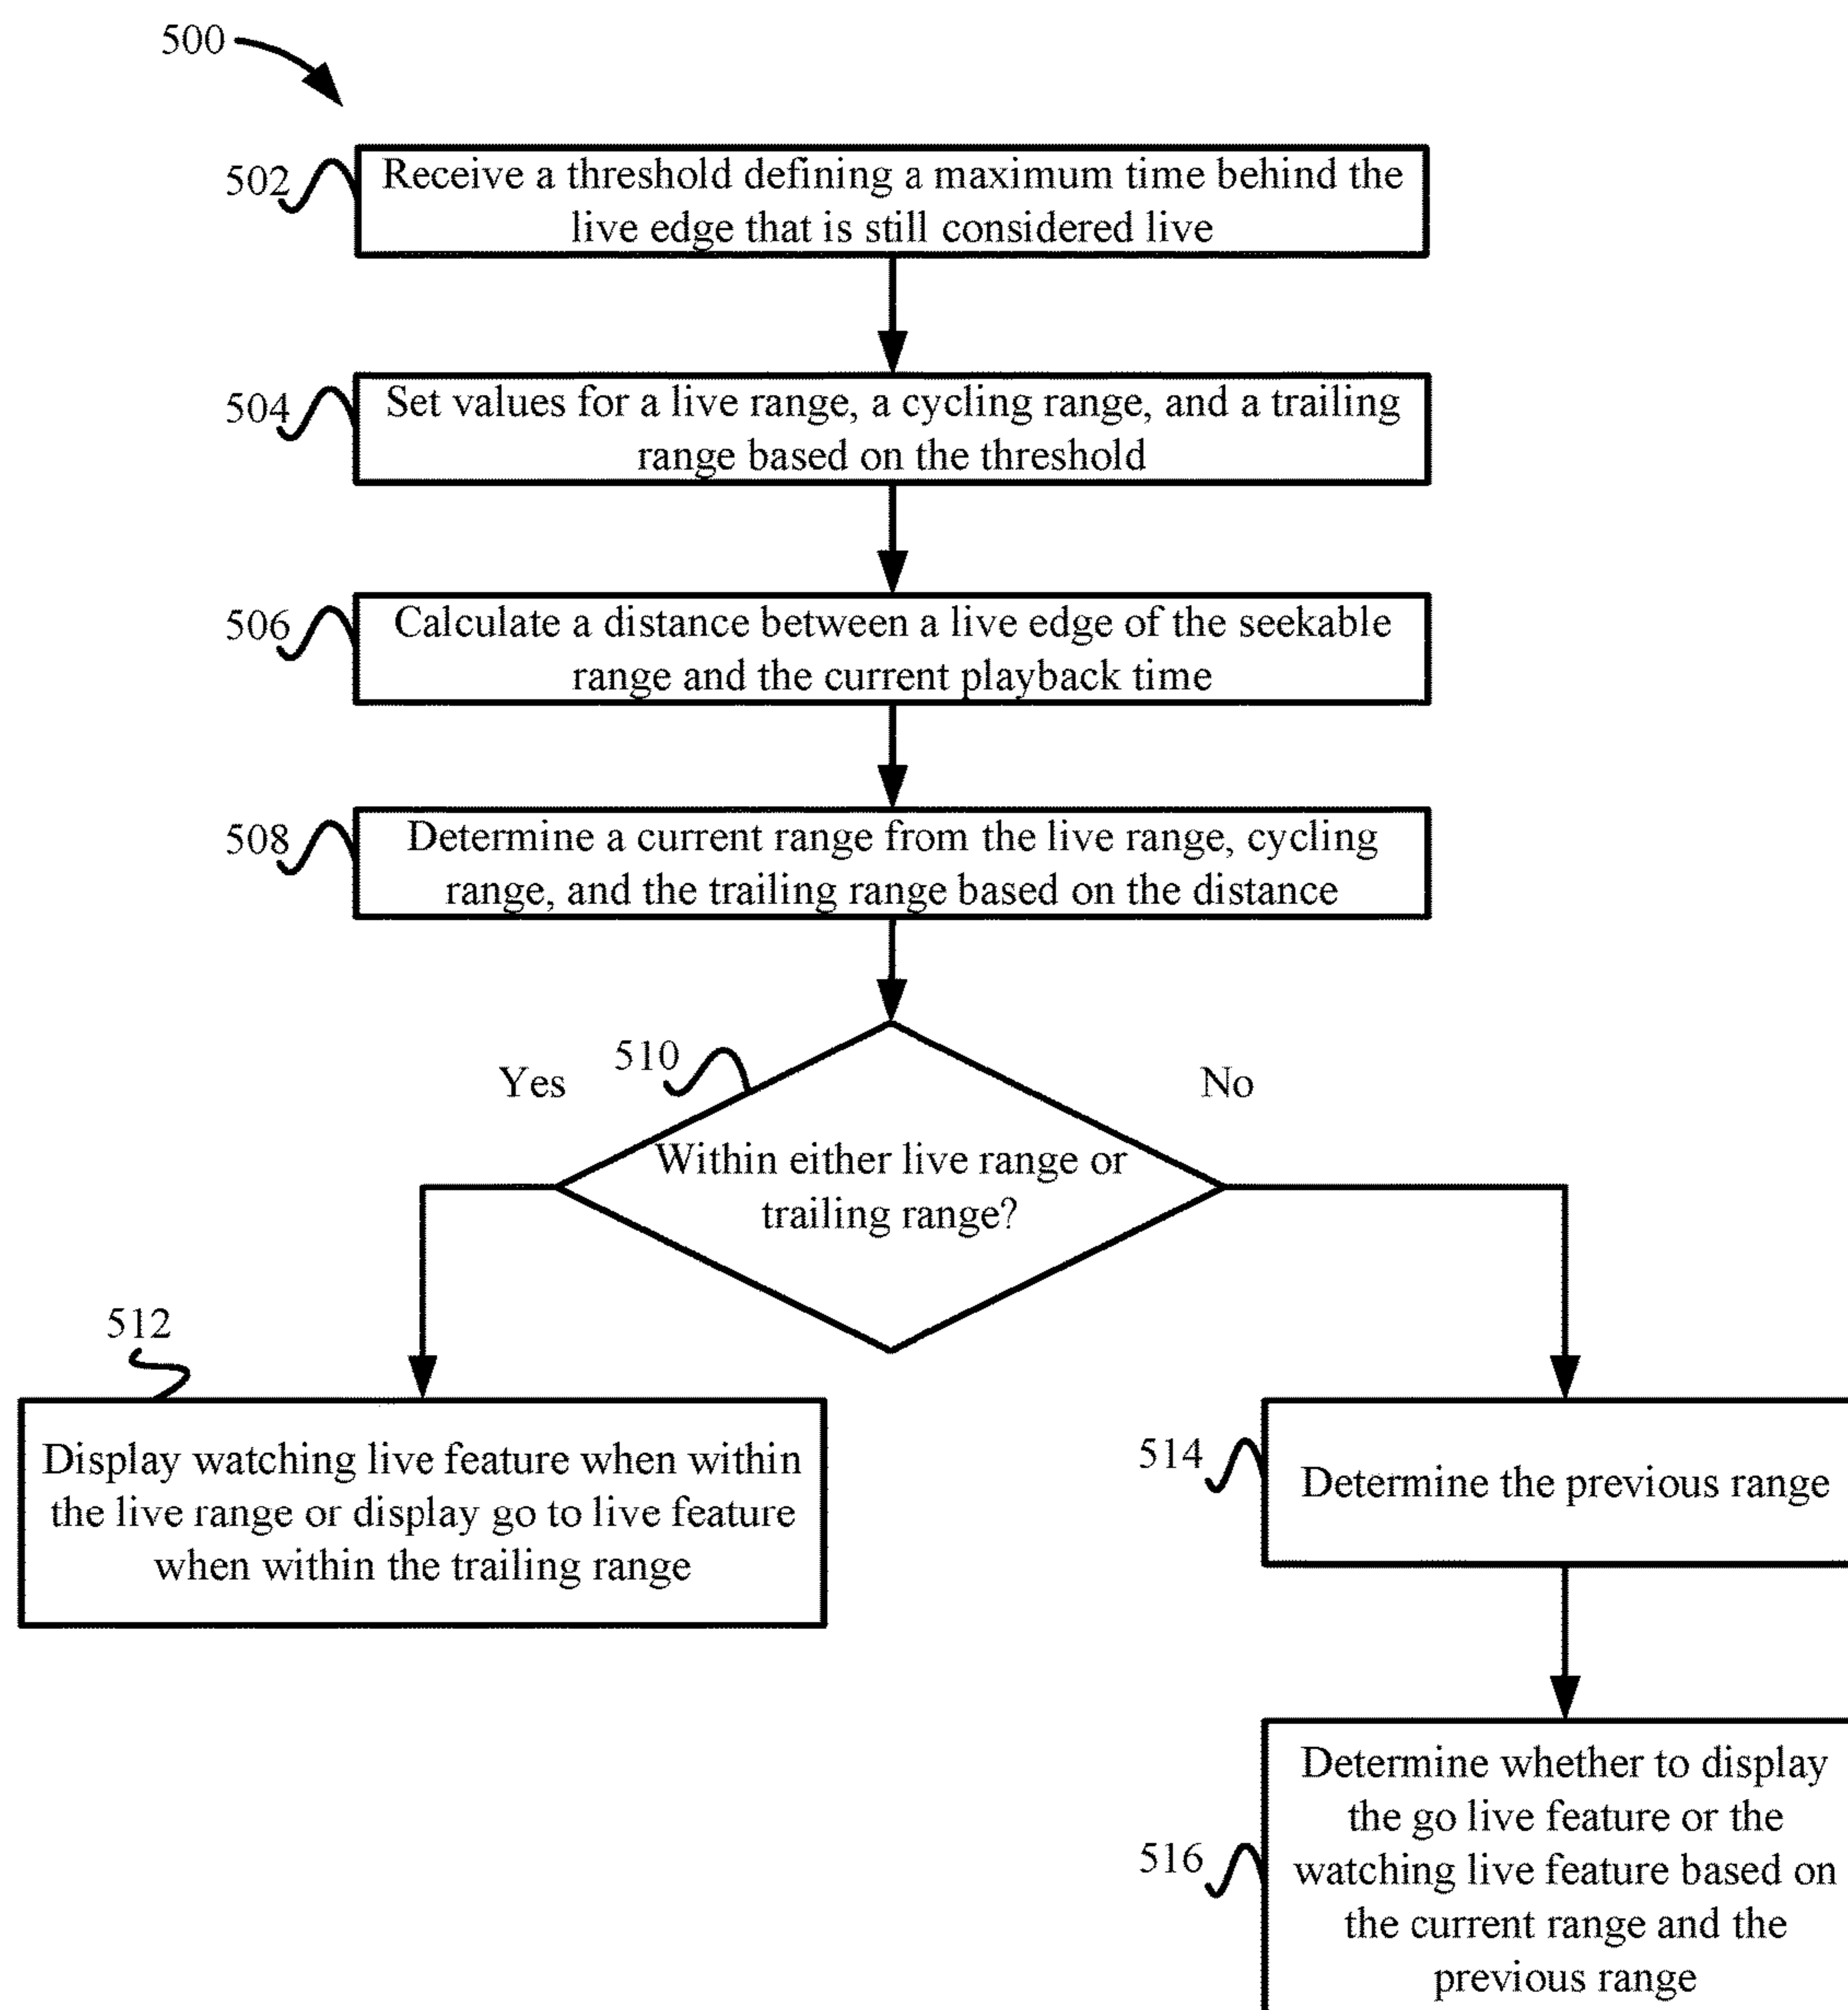 500
502
Receive a threshold defining a maximum time behind the
live edge that is still considered live
504
Set values for a live range, a cycling range, and a trailing
range based on the threshold
506
Calculate a distance between a live edge of the seekable
range and the current playback time
508
Determine a current range from the live range, cycling
range, and the trailing range based on the distance
510
Yes
No
Within either live range or
trailing range?
512
Display watching live feature when within
the live range or display go to live feature
when within the trailing range
514
Determine the previous range
516
Determine whether to display
the go live feature or the
watching live feature based on
the current range and the
previous range